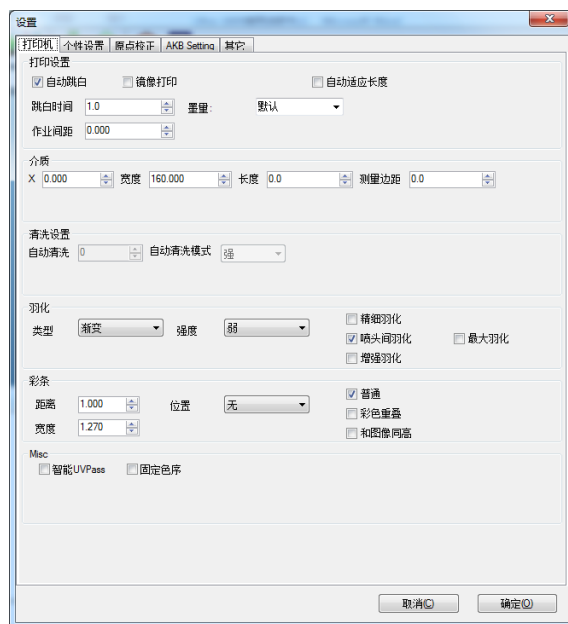 设置
打印机 个性设置 原点校正 AKB Setting 其它
打印设置
自动跳白 镜像打印 自动适应长度
跳白时间 1.0 墨量: 默认
作业间距 0.000
介质
X 0.000 宽度 160.000 长度 0.0 测量边距 0.0
清洗设置
自动清洗 0 自动清洗模式 强
羽化
精细羽化
类型 渐变 强度 弱
喷头间羽化 最大羽化
增强羽化
彩条
普通
距离 1.000 位置 无
彩色重叠
宽度 1.270
和图像同高
Misc
智能UVPass 固定色序
取消(C) 确定(O)